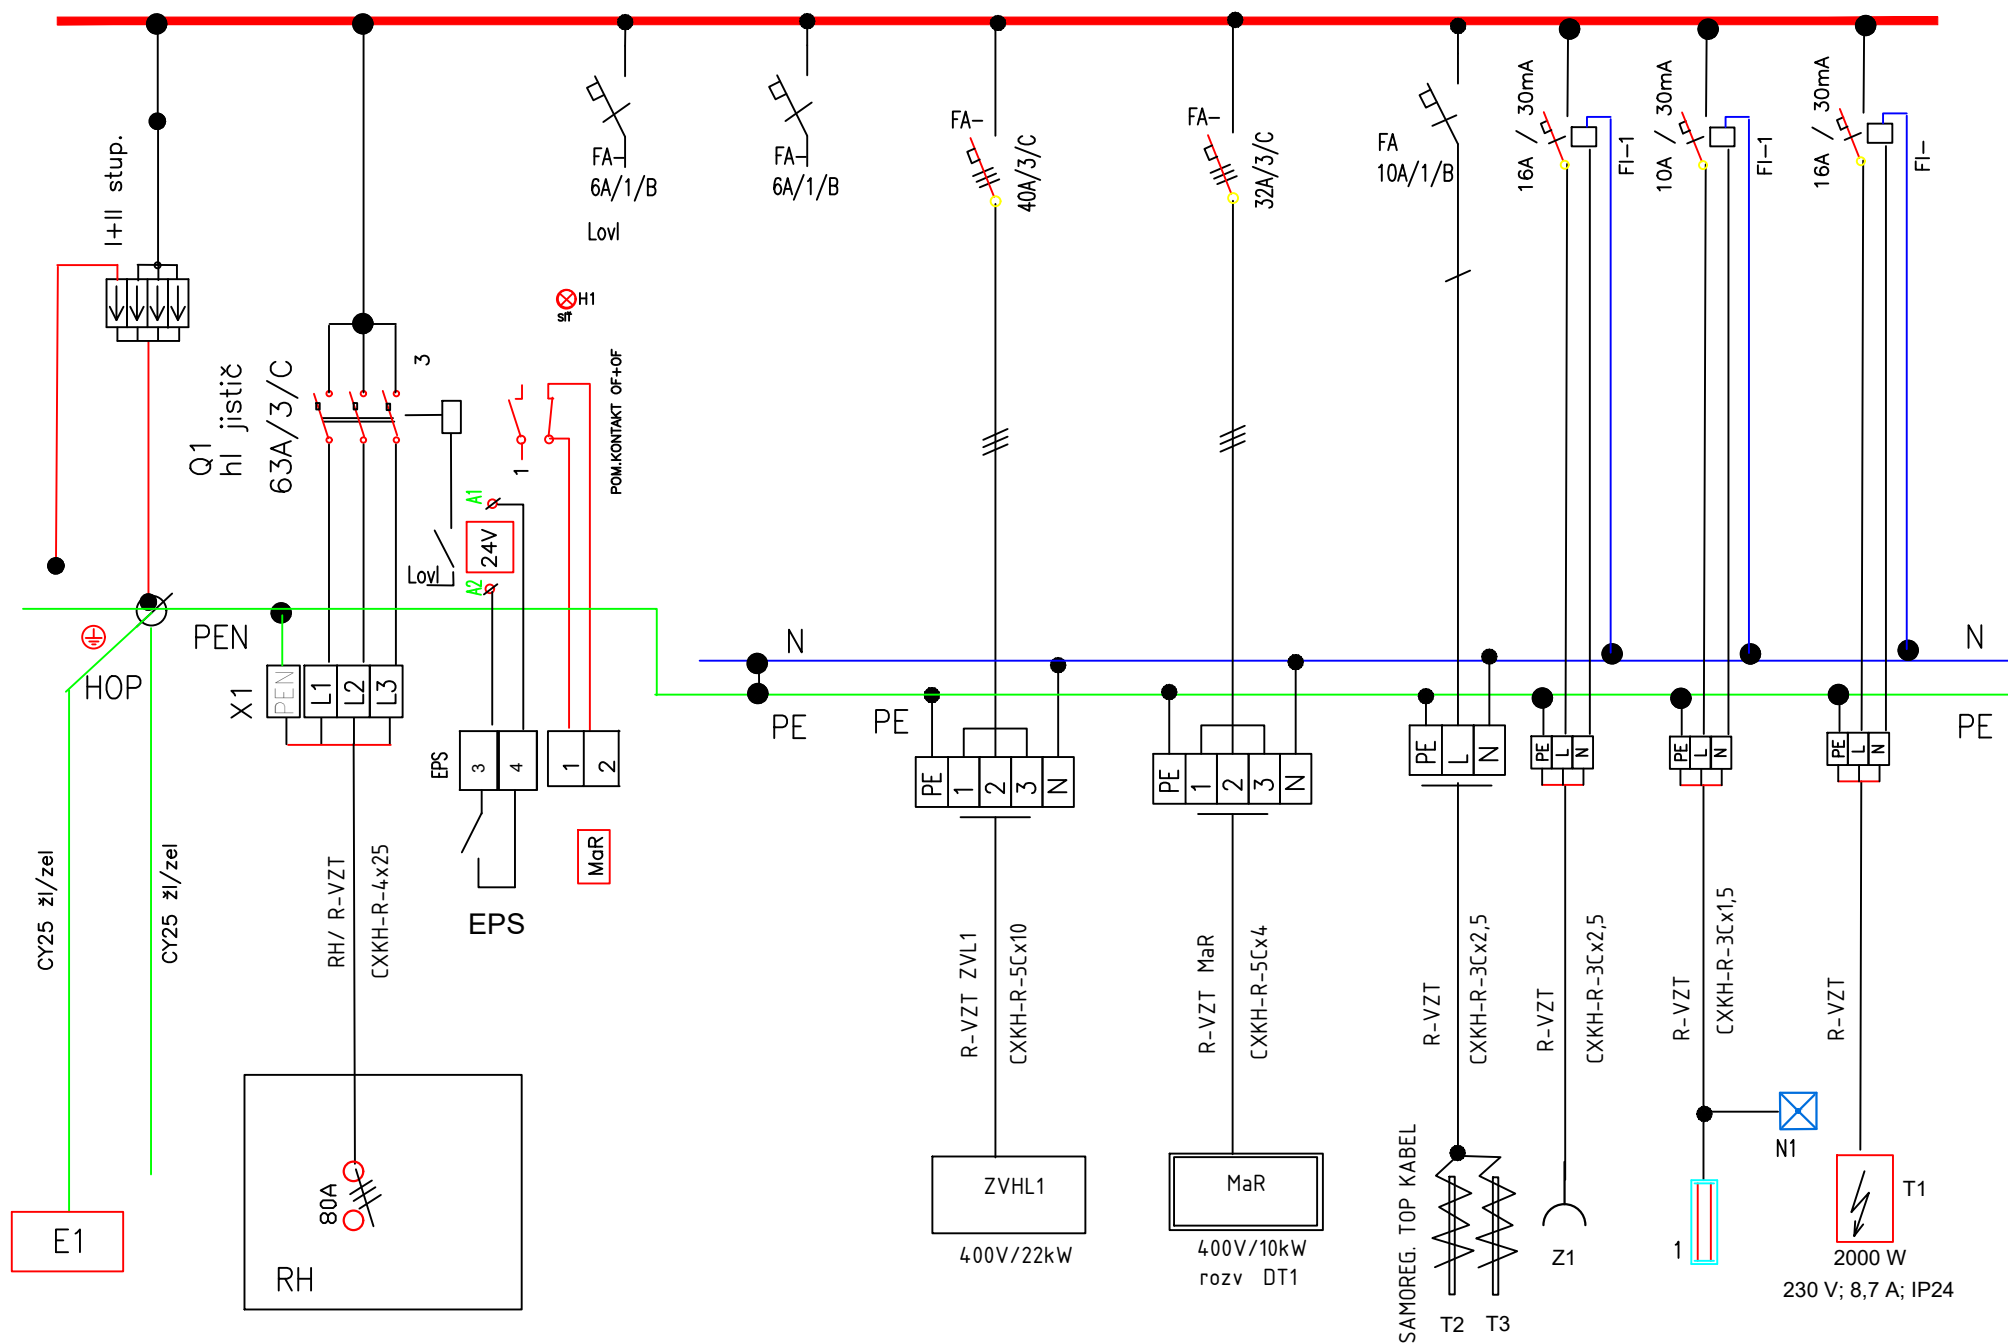 I+II stup.
Q1
hl jistič
63A/3/C
3
FA-
6A/1/B
Lovl
H1
síť
FA-
6A/1/B
FA-
40A/3/C
FA-
32A/3/C
FA
10A/1/B
16A / 30mA
FI-1
10A / 30mA
FI-1
16A / 30mA
FI-
1
POM.KONTAKT OF+OF
A1
24V
A2
Lovl
HOP
PEN
X1
PEN
L1
L2
L3
N
PE
PE
N
PE
EPS
3
4
1
2
MaR
EPS
PE
1
2
3
N
PE
1
2
3
N
PE
L
N
PE
L
N
PE
L
N
PE
L
N
CY25 žl/zel
CY25 žl/zel
RH/ R-VZT
CXKH-R-4x25
R-VZT ZVL1
CXKH-R-5Cx10
R-VZT MaR
CXKH-R-5Cx4
R-VZT
CXKH-R-3Cx2,5
R-VZT
CXKH-R-3Cx2,5
R-VZT
CXKH-R-3Cx1,5
R-VZT
E1
80A
RH
ZVHL1
400V/22kW
MaR
400V/10kW
rozv DT1
SAMOREG. TOP KABEL
T2
T3
Z1
1
N1
T1
2000 W
230 V; 8,7 A; IP24